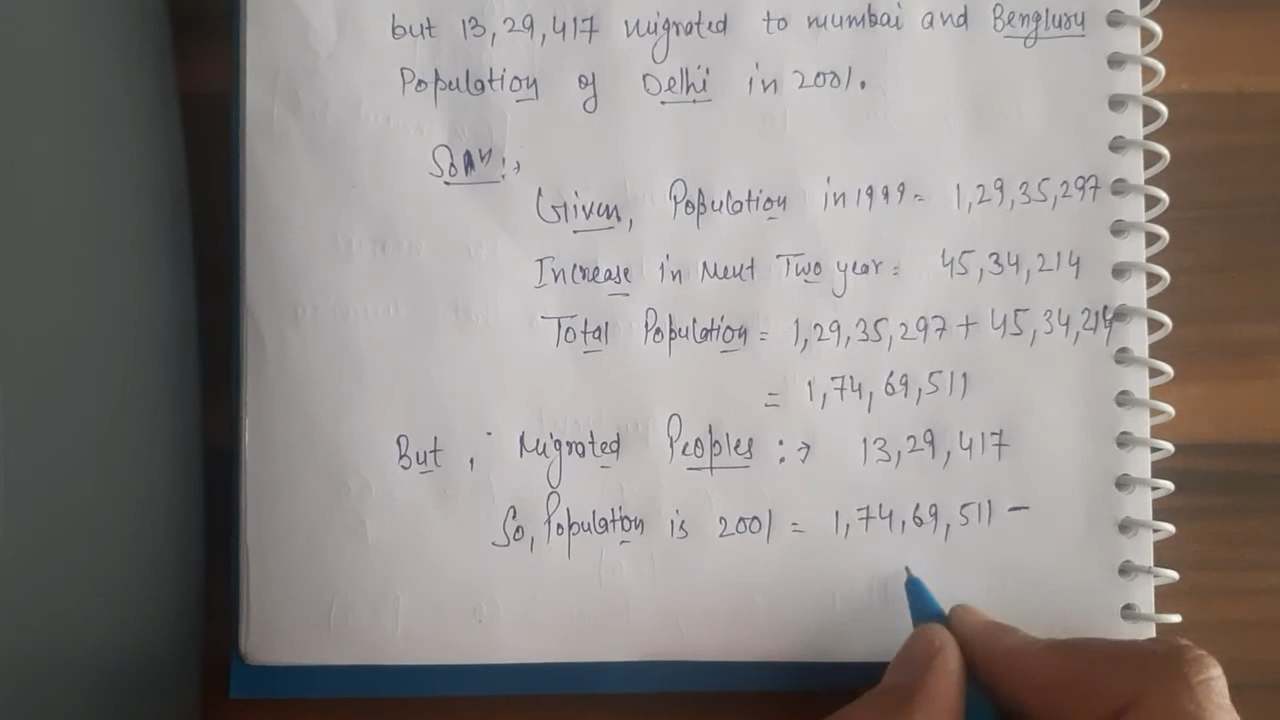 but 13,29,417 migrated to mumbai and Bengluru
Population of Delhi in 2001.
Soln:→
Given, Population in 1999 = 1,29,35,297
Increase in Next Two year = 45,34,214
Total Population = 1,29,35,297 + 45,34,214
= 1,74,69,511
But, Migrated Peoples :→ 13,29,417
So, Population is 2001 = 1,74,69,511 -